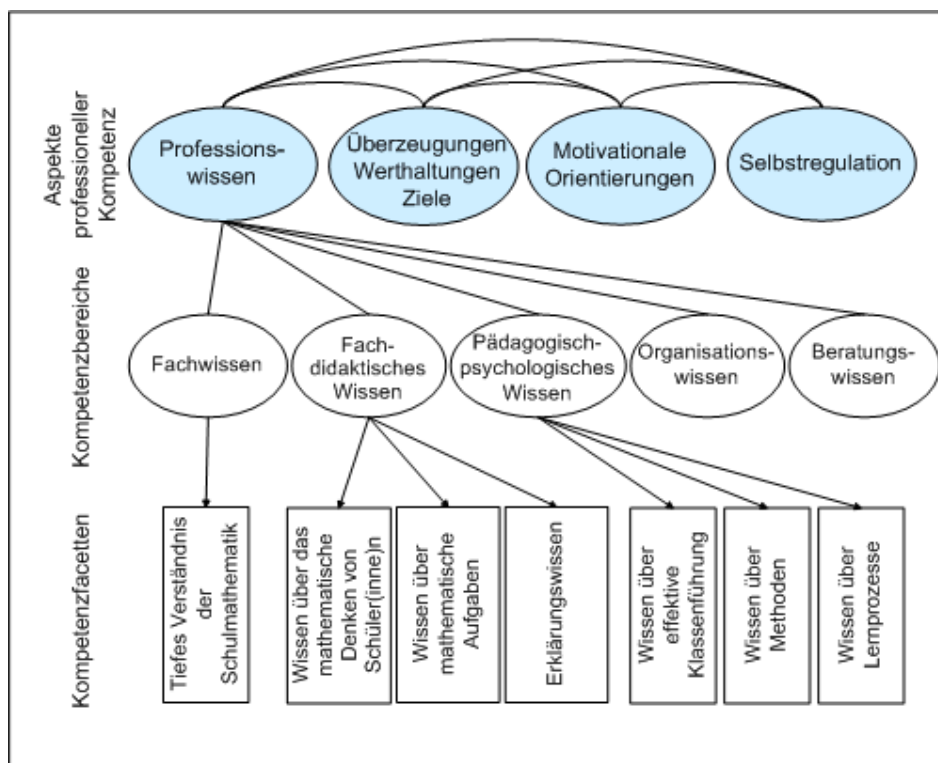 Aspekte
professioneller
Kompetenz
Professions-
wissen
Überzeugungen
Werthaltungen
Ziele
Motivationale
Orientierungen
Selbstregulation
Kompetenzbereiche
Fachwissen
Fach-
didaktisches
Wissen
Pädagogisch-
psychologisches
Wissen
Organisations-
wissen
Beratungs-
wissen
Kompetenzfacetten
Tiefes Verständnis
der
Schulmathematik
Wissen über das
mathematische
Denken von
Schüler(inne)n
Wissen über
mathematische
Aufgaben
Erklärungswissen
Wissen über
effektive
Klassenführung
Wissen über
Methoden
Wissen über
Lernprozesse